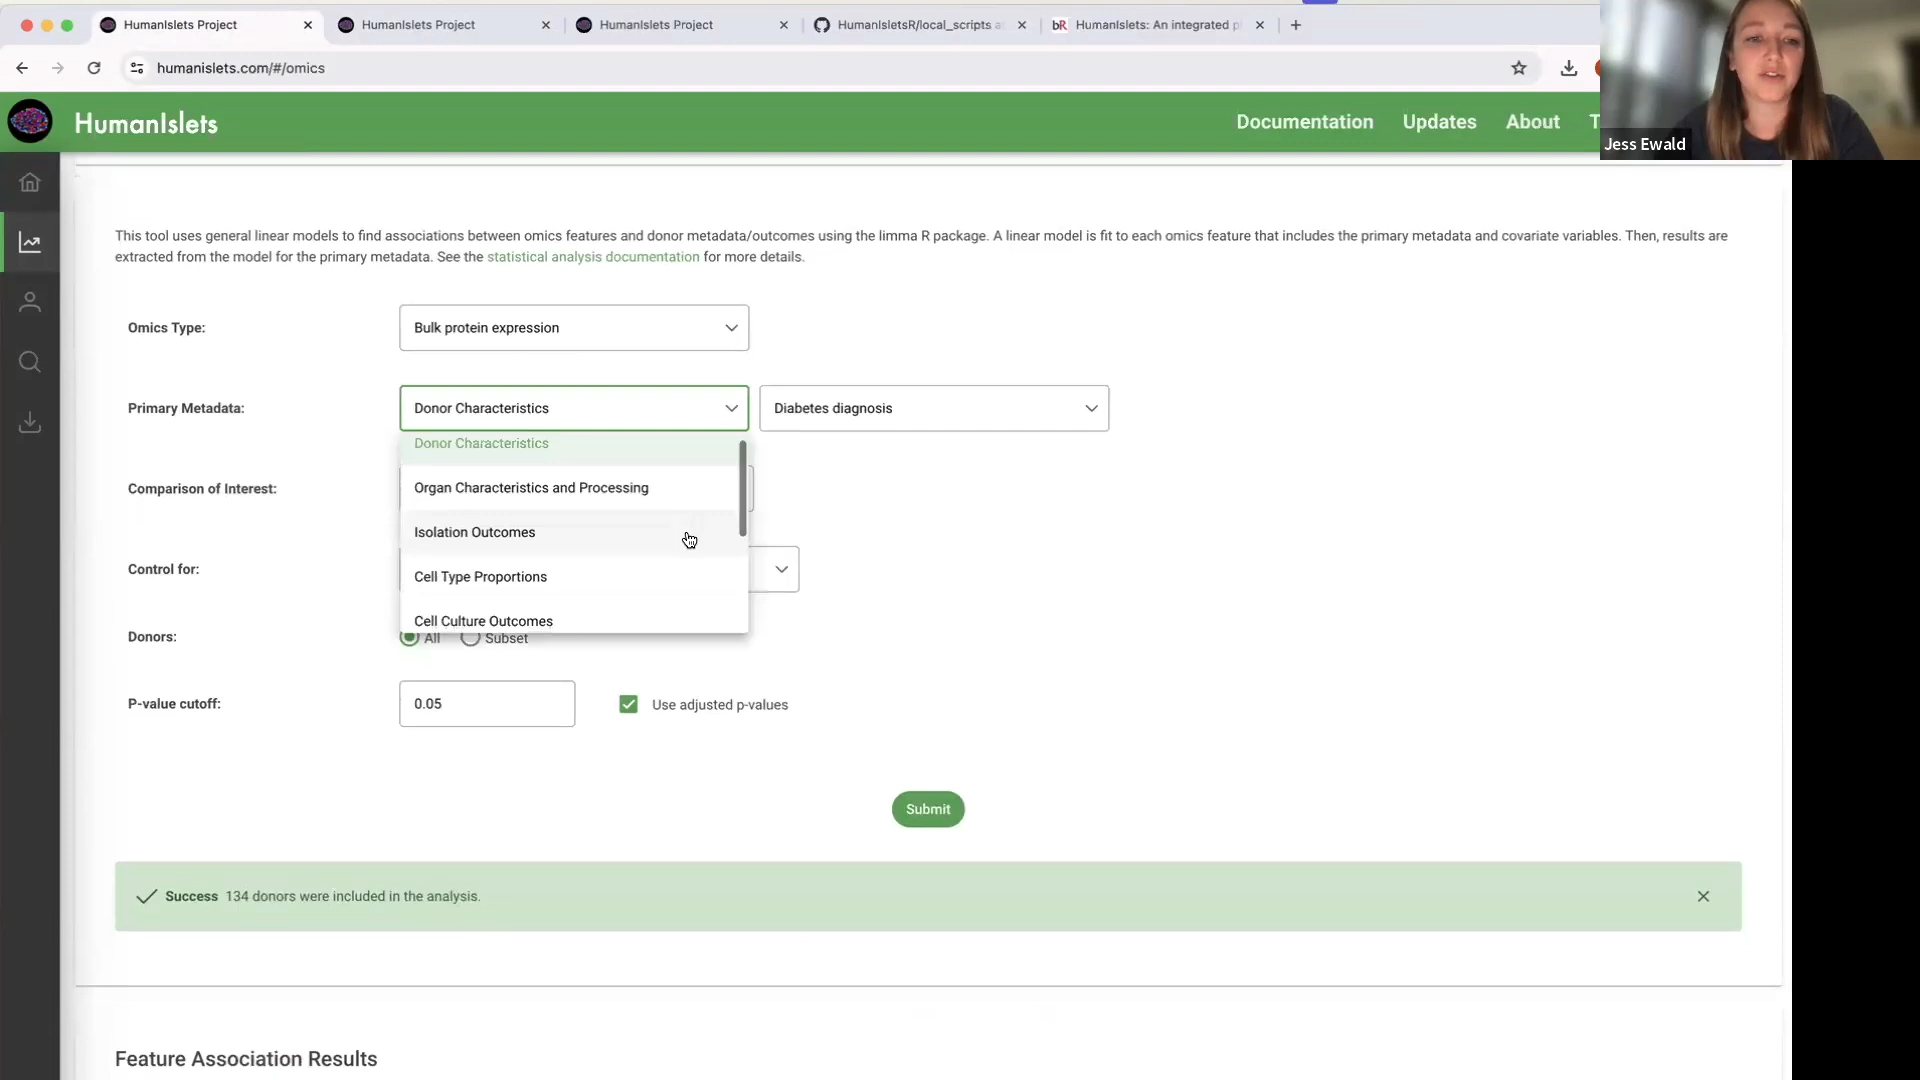 HumanIslets Project
HumanIslets Project
HumanIslets Project
HumanIsletsR/local_scripts a
bR HumanIslets: An integrated p
humanislets.com/#/omics
HumanIslets
Documentation
Updates
About
T
Jess Ewald
This tool uses general linear models to find associations between omics features and donor metadata/outcomes using the limma R package. A linear model is fit to each omics feature that includes the primary metadata and covariate variables. Then, results are
extracted from the model for the primary metadata. See the statistical analysis documentation for more details.
Omics Type:
Bulk protein expression
Primary Metadata:
Donor Characteristics
Diabetes diagnosis
Donor Characteristics
Organ Characteristics and Processing
Comparison of Interest:
Isolation Outcomes
Control for:
Cell Type Proportions
Cell Culture Outcomes
Donors:
All
Subset
P-value cutoff:
0.05
Use adjusted p-values
Submit
Success 134 donors were included in the analysis.
Feature Association Results